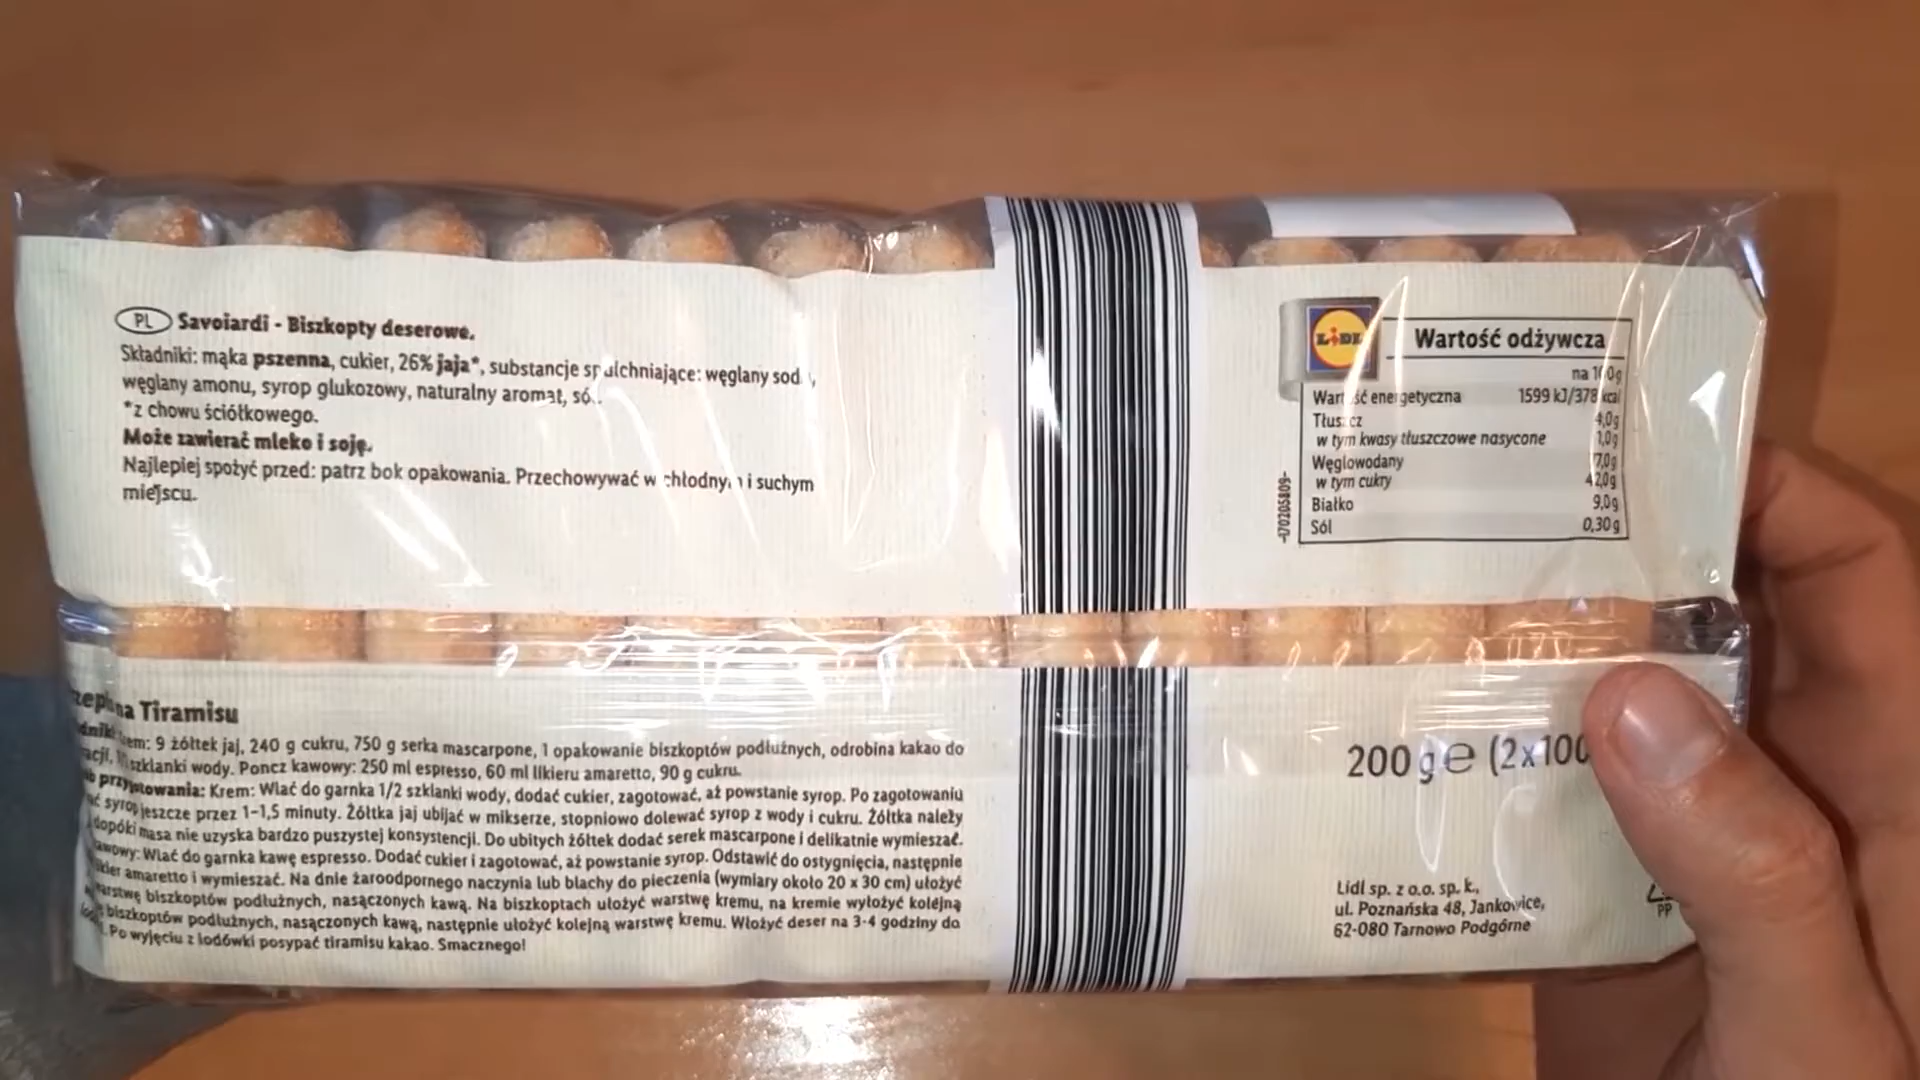 PL Savoiardi - Biszkopty deserowe.
Składniki: mąka pszenna, cukier, 26% jaja*, substancje spulchniające: węglany
węglany amonu, syrop glukozowy, naturalny aromat,
*z chowu ściółkowego.
Może zawierać mleko i soję.
Najlepiej spożyć przed: patrz bok opakowania. Przechowywać w chłodnym i suchym
miejscu.
LIDL
Wartość odżywcza
na 100g
Wartość energetyczna 1599 kJ/378 kcal
Tłuszcz 4,0g
w tym kwasy tłuszczowe nasycone 1,0g
Węglowodany
w tym cukry 42,0g
Białko 9,0g
Sól 0,30g
-170205809-
na Tiramisu
9 żółtek jaj, 240 g cukru, 750 g serka mascarpone, 1 opakowanie biszkoptów podłużnych, odrobina kakao do
szklanki wody. Poncz kawowy: 250 ml espresso, 60 ml likieru amaretto, 90 g cukru.
Krem: Wlać do garnka 1/2 szklanki wody, dodać cukier, zagotować, aż powstanie syrop. Po zagotowaniu
syrop jeszcze przez 1-1,5 minuty. Żółtka jaj ubijać w mikserze, stopniowo dolewać syrop z wody i cukru. Żółtka należy
dopóki masa nie uzyska bardzo puszystej konsystencji. Do ubitych żółtek dodać serek mascarpone i delikatnie wymieszać.
Wlać do garnka kawę espresso. Dodać cukier i zagotować, aż powstanie syrop. Odstawić do ostygnięcia, następnie
amaretto i wymieszać. Na dnie żaroodpornego naczynia lub blachy do pieczenia (wymiary około 20 x 30 cm) ułożyć
warstwę biszkoptów podłużnych, nasączonych kawą. Na biszkoptach ułożyć warstwę kremu, na kremie wyłożyć kolejną
biszkoptów podłużnych, nasączonych kawą, następnie ułożyć kolejną warstwę kremu. Włożyć deser na 3-4 godziny do
Po wyjęciu z lodówki posypać tiramisu kakao. Smacznego!
200 g e (2x100
Lidl sp. z o.o. sp. k.,
ul. Poznańska 48, Jankowice,
62-080 Tarnowo Podgórne
PP